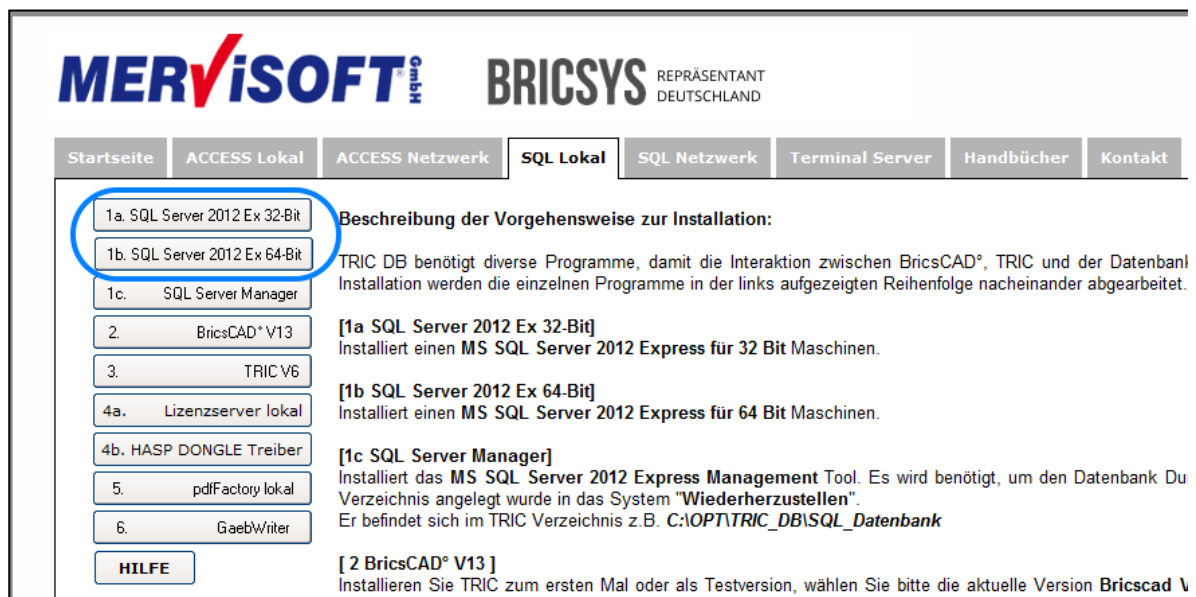 MERViSOFT® GmbH
BRICSYS REPRÄSENTANT
DEUTSCHLAND
Startseite ACCESS Lokal ACCESS Netzwerk SQL Lokal SQL Netzwerk Terminal Server Handbücher Kontakt
1a. SQL Server 2012 Ex 32-Bit
1b. SQL Server 2012 Ex 64-Bit
1c. SQL Server Manager
2. BricsCAD° V13
3. TRIC V6
4a. Lizenzserver lokal
4b. HASP DONGLE Treiber
5. pdfFactory lokal
6. GaebWriter
HILFE
Beschreibung der Vorgehensweise zur Installation:
TRIC DB benötigt diverse Programme, damit die Interaktion zwischen BricsCAD°, TRIC und der Datenbank
Installation werden die einzelnen Programme in der links aufgezeigten Reihenfolge nacheinander abgearbeitet.
[1a SQL Server 2012 Ex 32-Bit]
Installiert einen MS SQL Server 2012 Express für 32 Bit Maschinen.
[1b SQL Server 2012 Ex 64-Bit]
Installiert einen MS SQL Server 2012 Express für 64 Bit Maschinen.
[1c SQL Server Manager]
Installiert das MS SQL Server 2012 Express Management Tool. Es wird benötigt, um den Datenbank Du
Verzeichnis angelegt wurde in das System "Wiederherzustellen".
Er befindet sich im TRIC Verzeichnis z.B. C:\OPT\TRIC_DB\SQL_Datenbank
[ 2 BricsCAD° V13 ]
Installieren Sie TRIC zum ersten Mal oder als Testversion, wählen Sie bitte die aktuelle Version Bricscad V